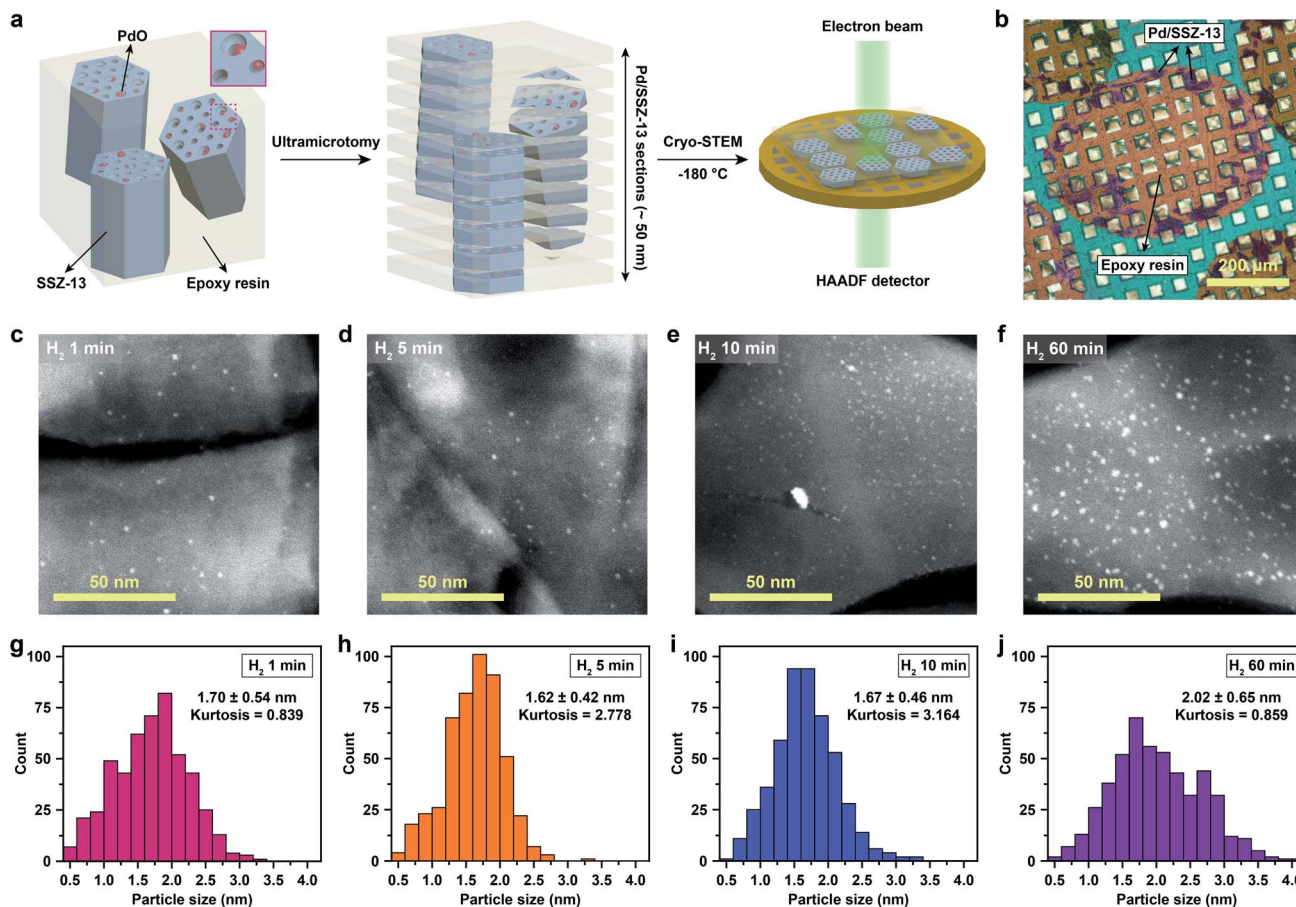 a
PdO
SSZ-13
Epoxy resin
Ultramicrotomy
Pd/SSZ-13 sections (~ 50 nm)
Cryo-STEM
-180 °C
Electron beam
HAADF detector
b
Pd/SSZ-13
Epoxy resin
200 µm
c
H₂ 1 min
50 nm
d
H₂ 5 min
50 nm
e
H₂ 10 min
50 nm
f
H₂ 60 min
50 nm
g
H₂ 1 min
1.70 ± 0.54 nm
Kurtosis = 0.839
Count
100
75
50
25
0
0.5 1.0 1.5 2.0 2.5 3.0 3.5 4.0
Particle size (nm)
h
H₂ 5 min
1.62 ± 0.42 nm
Kurtosis = 2.778
Count
100
75
50
25
0
0.5 1.0 1.5 2.0 2.5 3.0 3.5 4.0
Particle size (nm)
i
H₂ 10 min
1.67 ± 0.46 nm
Kurtosis = 3.164
Count
100
75
50
25
0
0.5 1.0 1.5 2.0 2.5 3.0 3.5 4.0
Particle size (nm)
j
H₂ 60 min
2.02 ± 0.65 nm
Kurtosis = 0.859
Count
100
75
50
25
0
0.5 1.0 1.5 2.0 2.5 3.0 3.5 4.0
Particle size (nm)